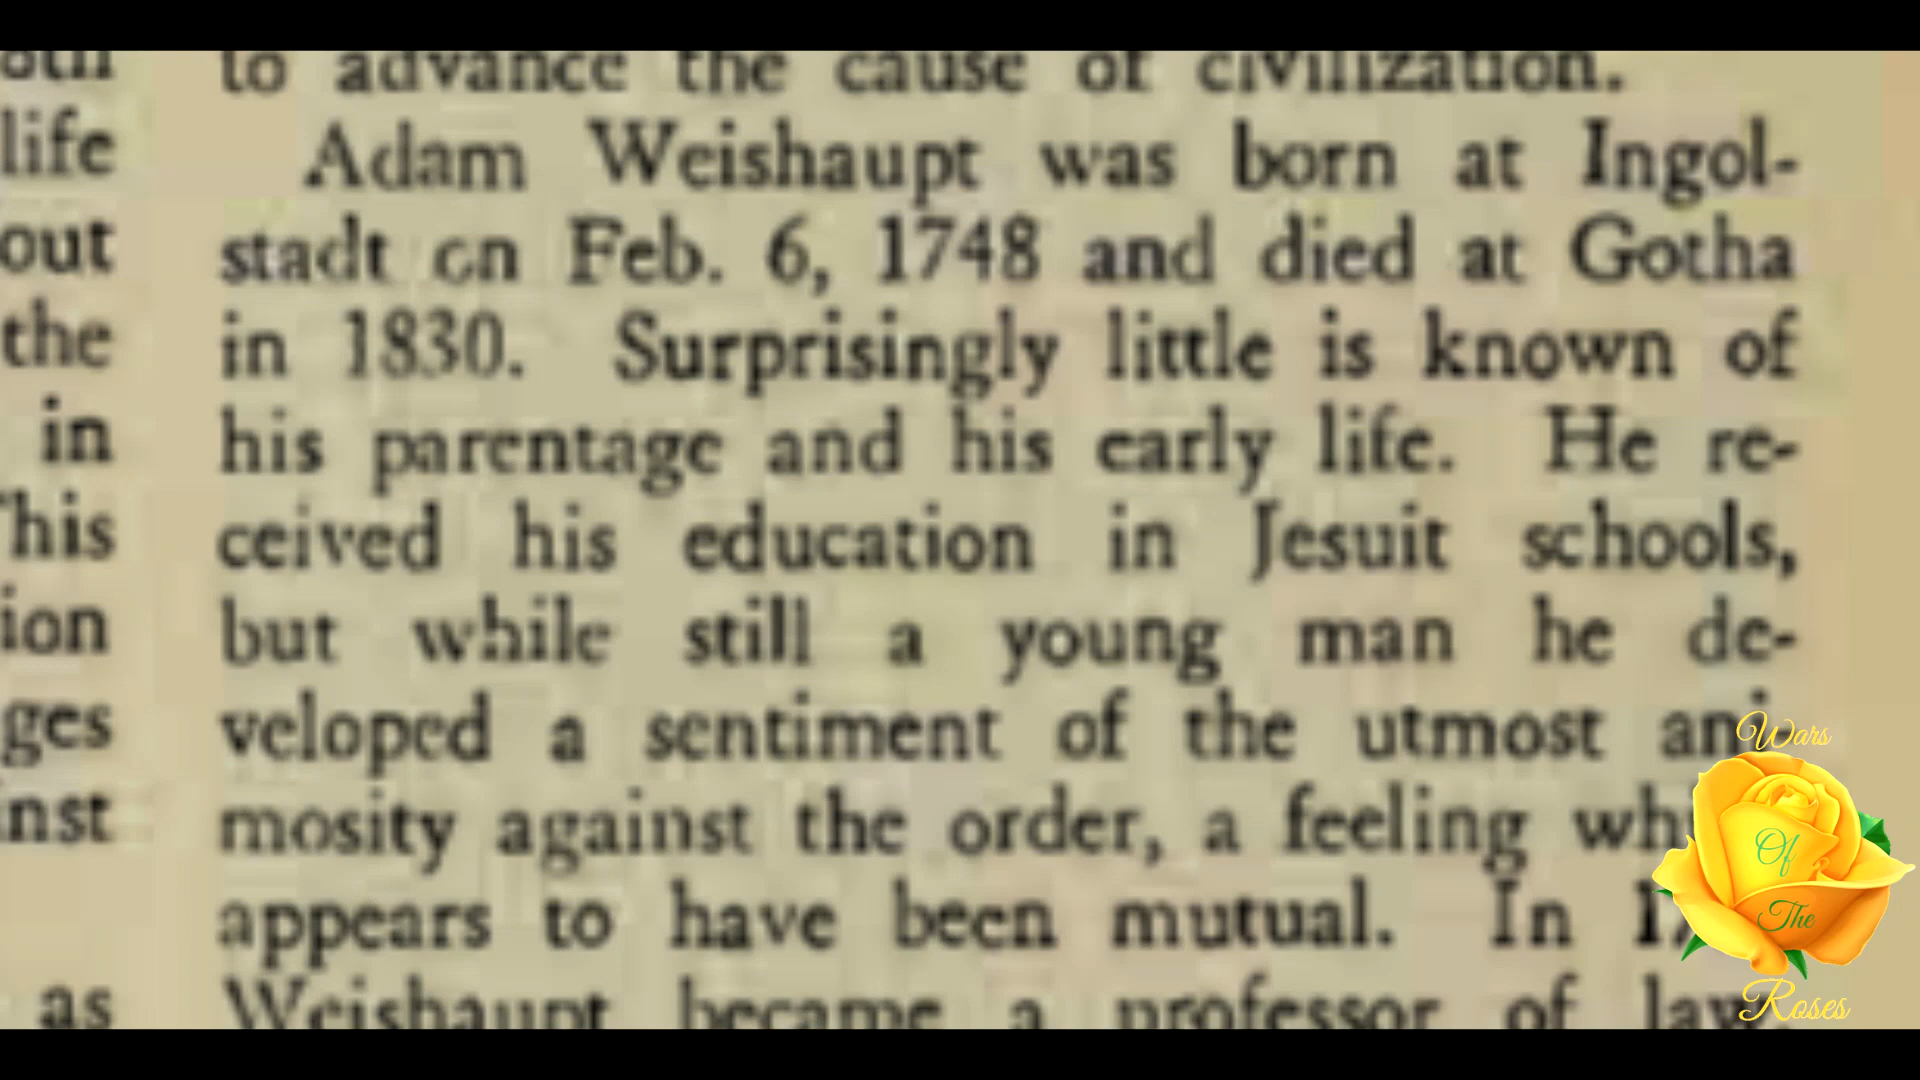 to advance the cause of civilization.
Adam Weishaupt was born at Ingol-
stadt on Feb. 6, 1748 and died at Gotha
in 1830. Surprisingly little is known of
his parentage and his early life. He re-
ceived his education in Jesuit schools,
but while still a young man he de-
veloped a sentiment of the utmost ani-
mosity against the order, a feeling
appears to have been mutual. In
Weishaupt became a professor of law
life
out
the
in
This
ion
ges
inst
as
Wars
Of
The
Roses